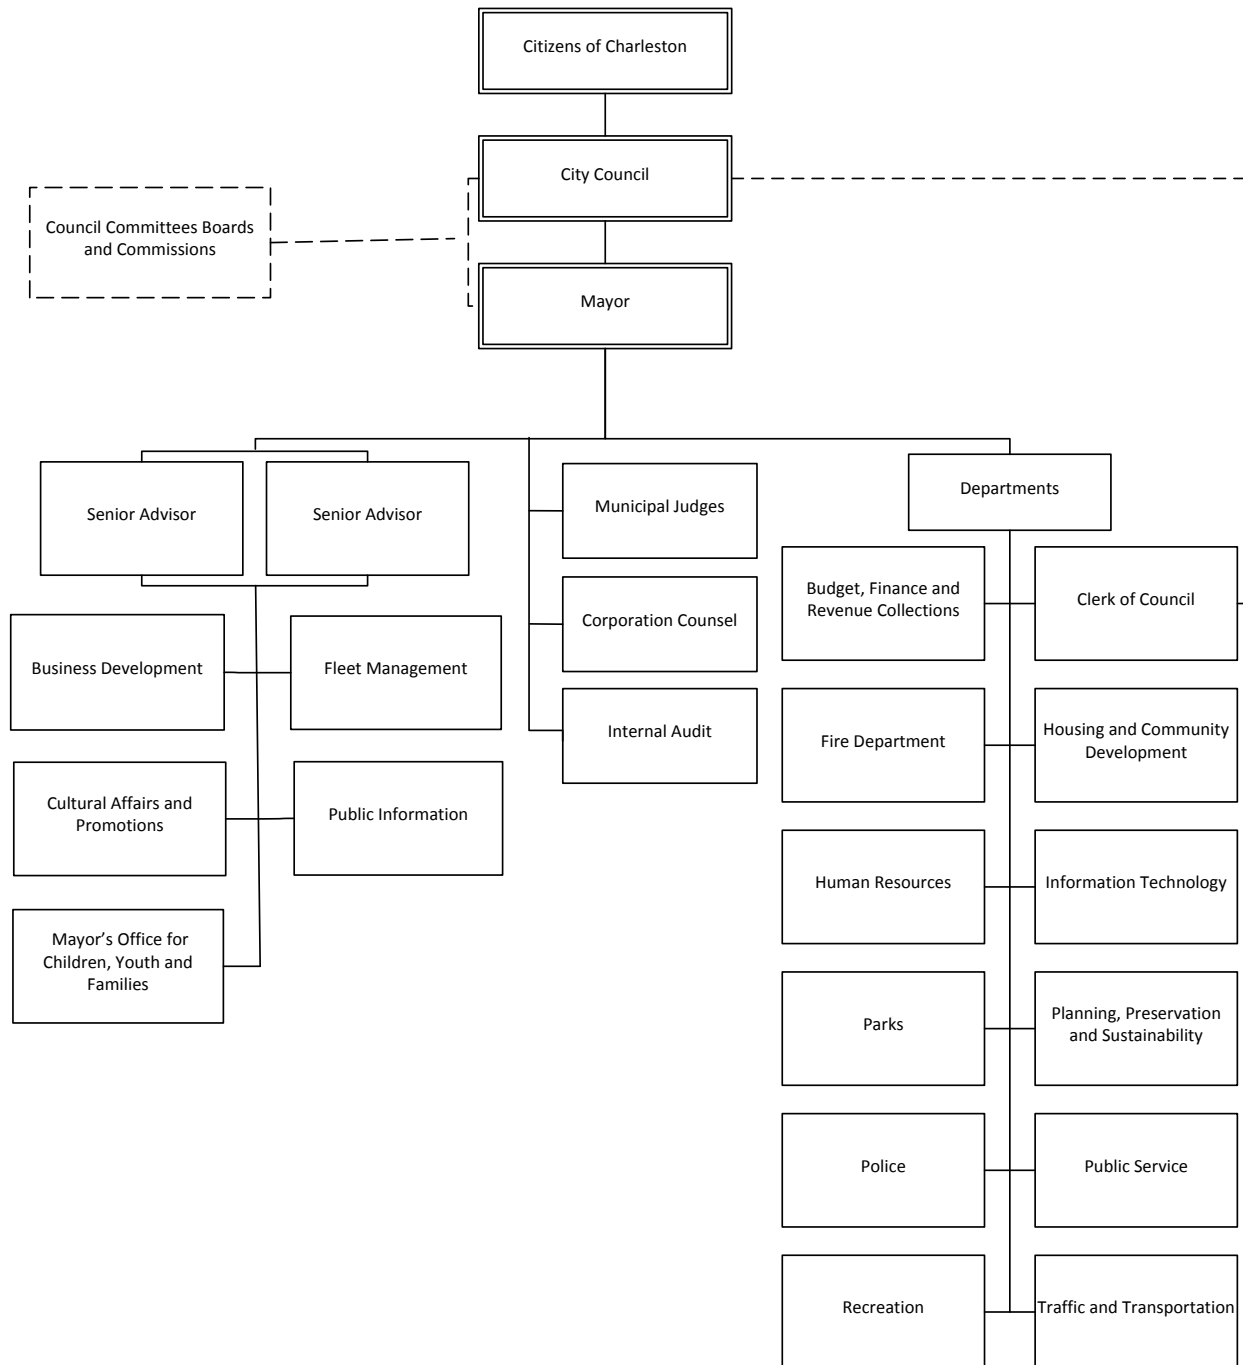 Citizens of Charleston
City Council
Council Committees Boards
and Commissions
Mayor
Senior Advisor
Senior Advisor
Business Development
Fleet Management
Cultural Affairs and
Promotions
Public Information
Mayor’s Office for
Children, Youth and
Families
Municipal Judges
Corporation Counsel
Internal Audit
Departments
Budget, Finance and
Revenue Collections
Clerk of Council
Fire Department
Housing and Community
Development
Human Resources
Information Technology
Parks
Planning, Preservation
and Sustainability
Police
Public Service
Recreation
Traffic and Transportation